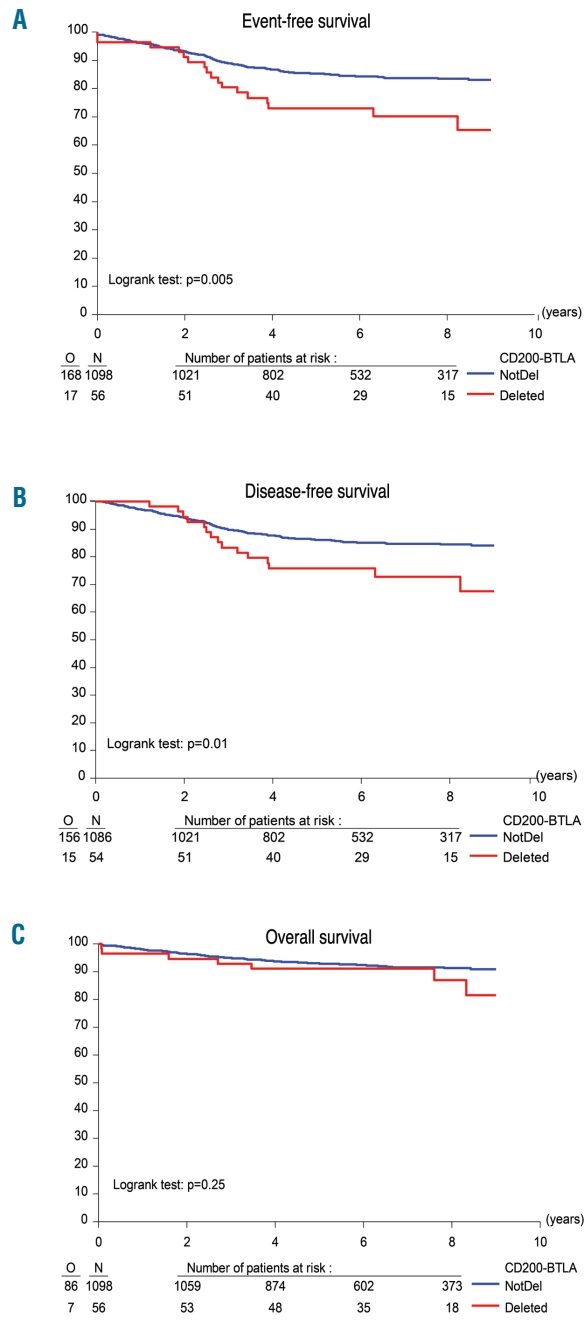 A
Event-free survival
100
90
80
70
60
50
40
30
20
10
0
Logrank test: p=0.005
0 2 4 6 8 10
(years)
O N Number of patients at risk : CD200-BTLA
168 1098 1021 802 532 317 NotDel
17 56 51 40 29 15 Deleted
B
Disease-free survival
100
90
80
70
60
50
40
30
20
10
0
Logrank test: p=0.01
(years)
0 2 4 6 8 10
O N Number of patients at risk : CD200-BTLA
156 1086 1021 802 532 317 NotDel
15 54 51 40 29 15 Deleted
C
Overall survival
100
90
80
70
60
50
40
30
20
10
0
Logrank test: p=0.25
(years)
0 2 4 6 8 10
O N Number of patients at risk : CD200-BTLA
86 1098 1059 874 602 373 NotDel
7 56 53 48 35 18 Deleted